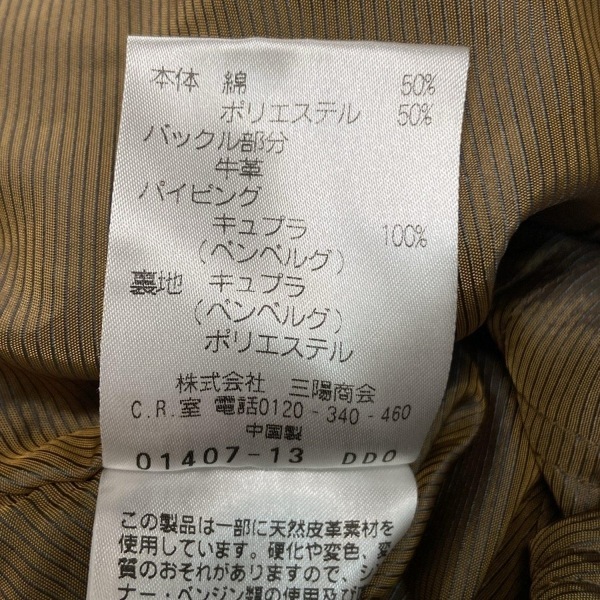 本体 綿 50%
ポリエステル 50%
バックル部分
牛革
パイピング
キュプラ 100%
(ベンベルグ)
裏地 キュプラ
(ベンベルグ)
ポリエステル
株式会社 三陽商会
C.R.室 電話0120-340-460
中国製
01407-13 DDO
この製品は一部に天然皮革素材を
使用しています。硬化や変色、変
質のおそれがありますので、シ
ナー・ベンジン類の使用及び